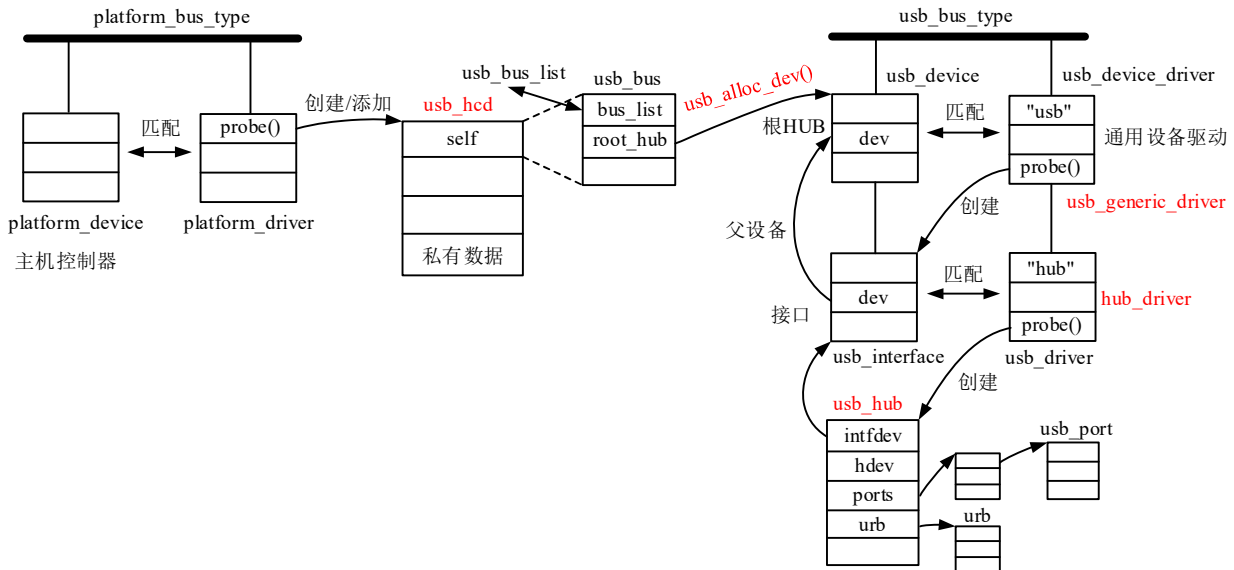 platform_bus_type
匹配
probe()
platform_device
platform_driver
主机控制器
创建/添加
usb_hcd
self
私有数据
usb_bus_list
usb_bus
bus_list
root_hub
usb_alloc_dev()
usb_bus_type
usb_device
usb_device_driver
根HUB
dev
匹配
"usb"
通用设备驱动
probe()
usb_generic_driver
创建
父设备
接口
dev
匹配
"hub"
hub_driver
probe()
usb_interface
usb_driver
创建
usb_hub
intfdev
hdev
ports
urb
usb_port
urb